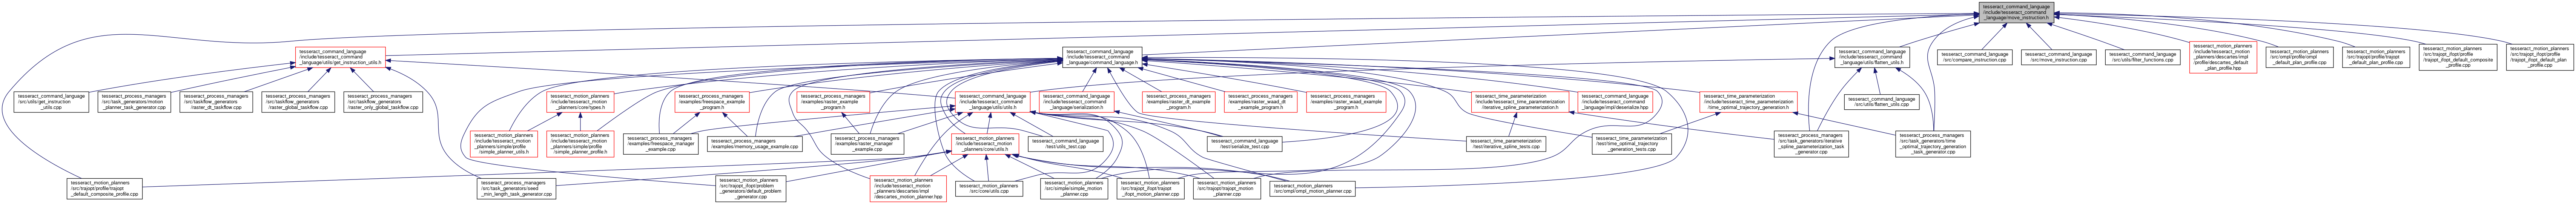 tesseract_command_language
/include/tesseract_command
_language/move_instruction.h
tesseract_command_language
/include/tesseract_command
_language/utils/get_instruction_utils.h
tesseract_command_language
/include/tesseract_command
_language/command_language.h
tesseract_command_language
/include/tesseract_command
_language/utils/flatten_utils.h
tesseract_command_language
/src/compare_instruction.cpp
tesseract_command_language
/src/move_instruction.cpp
tesseract_command_language
/src/utils/filter_functions.cpp
tesseract_motion_planners
/include/tesseract_motion
_planners/descartes/impl
/profile/descartes_default
_plan_profile.hpp
tesseract_motion_planners
/src/ompl/profile/ompl
_default_plan_profile.cpp
tesseract_motion_planners
/src/trajopt/profile/trajopt
_default_plan_profile.cpp
tesseract_motion_planners
/src/trajopt_ifopt/profile
/trajopt_ifopt_default_composite
_profile.cpp
tesseract_motion_planners
/src/trajopt_ifopt/profile
/trajopt_ifopt_default_plan
_profile.cpp
tesseract_command_language
/src/utils/get_instruction
_utils.cpp
tesseract_process_managers
/src/task_generators/motion
_planner_task_generator.cpp
tesseract_process_managers
/src/taskflow_generators
/raster_dt_taskflow.cpp
tesseract_process_managers
/src/taskflow_generators
/raster_global_taskflow.cpp
tesseract_process_managers
/src/taskflow_generators
/raster_only_global_taskflow.cpp
tesseract_motion_planners
/include/tesseract_motion
_planners/core/types.h
tesseract_process_managers
/examples/freespace_example
_program.h
tesseract_process_managers
/examples/raster_example
_program.h
tesseract_command_language
/include/tesseract_command
_language/utils/utils.h
tesseract_command_language
/include/tesseract_command
_language/serialization.h
tesseract_process_managers
/examples/raster_dt_example
_program.h
tesseract_process_managers
/examples/raster_waad_dt
_example_program.h
tesseract_process_managers
/examples/raster_waad_example
_program.h
tesseract_time_parameterization
/include/tesseract_time_parameterization
/iterative_spline_parameterization.h
tesseract_command_language
/include/tesseract_command
_language/impl/deserialize.hpp
tesseract_time_parameterization
/include/tesseract_time_parameterization
/time_optimal_trajectory_generation.h
tesseract_command_language
/src/utils/flatten_utils.cpp
tesseract_motion_planners
/include/tesseract_motion
_planners/simple/profile
/simple_planner_utils.h
tesseract_motion_planners
/include/tesseract_motion
_planners/simple/profile
/simple_planner_profile.h
tesseract_process_managers
/examples/freespace_manager
_example.cpp
tesseract_process_managers
/examples/memory_usage_example.cpp
tesseract_process_managers
/examples/raster_manager
_example.cpp
tesseract_motion_planners
/include/tesseract_motion
_planners/core/utils.h
tesseract_command_language
/test/utils_test.cpp
tesseract_command_language
/test/serialize_test.cpp
tesseract_time_parameterization
/test/iterative_spline_tests.cpp
tesseract_time_parameterization
/test/time_optimal_trajectory
_generation_tests.cpp
tesseract_process_managers
/src/task_generators/iterative
_spline_parameterization_task
_generator.cpp
tesseract_process_managers
/src/task_generators/time
_optimal_trajectory_generation
_task_generator.cpp
tesseract_motion_planners
/src/trajopt/profile/trajopt
_default_composite_profile.cpp
tesseract_process_managers
/src/task_generators/seed
_min_length_task_generator.cpp
tesseract_motion_planners
/src/trajopt_ifopt/problem
_generators/default_problem
_generator.cpp
tesseract_motion_planners
/include/tesseract_motion
_planners/descartes/impl
/descartes_motion_planner.hpp
tesseract_motion_planners
/src/core/utils.cpp
tesseract_motion_planners
/src/simple/simple_motion
_planner.cpp
tesseract_motion_planners
/src/trajopt_ifopt/trajopt
_ifopt_motion_planner.cpp
tesseract_motion_planners
/src/trajopt/trajopt_motion
_planner.cpp
tesseract_motion_planners
/src/ompl/ompl_motion_planner.cpp